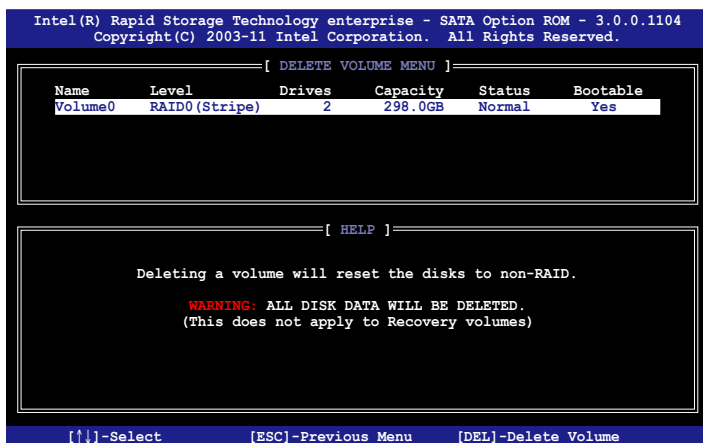 Intel(R) Rapid Storage Technology enterprise - SATA Option ROM - 3.0.0.1104
Copyright(C) 2003-11 Intel Corporation. All Rights Reserved.
[ DELETE VOLUME MENU ]
Name Level Drives Capacity Status Bootable
Volume0 RAID0(Stripe) 2 298.0GB Normal Yes
[ HELP ]
Deleting a volume will reset the disks to non-RAID.
WARNING: ALL DISK DATA WILL BE DELETED.
(This does not apply to Recovery volumes)
[↑↓]-Select [ESC]-Previous Menu [DEL]-Delete Volume